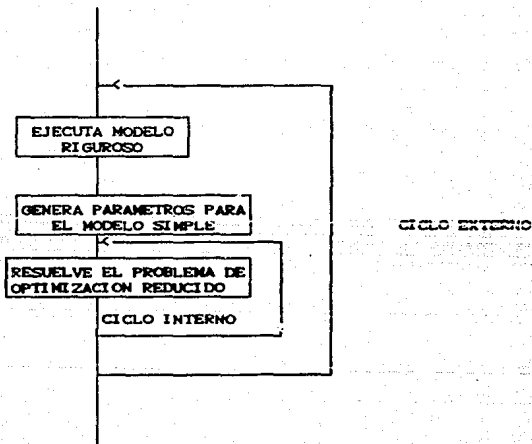 EJECUTA MODELO
RIGUROSO
GENERA PARAMETROS PARA
EL MODELO SIMPLE
CICLO EXTERNO
RESUELVE EL PROBLEMA DE
OPTIMIZACION REDUCIDO
CICLO INTERNO